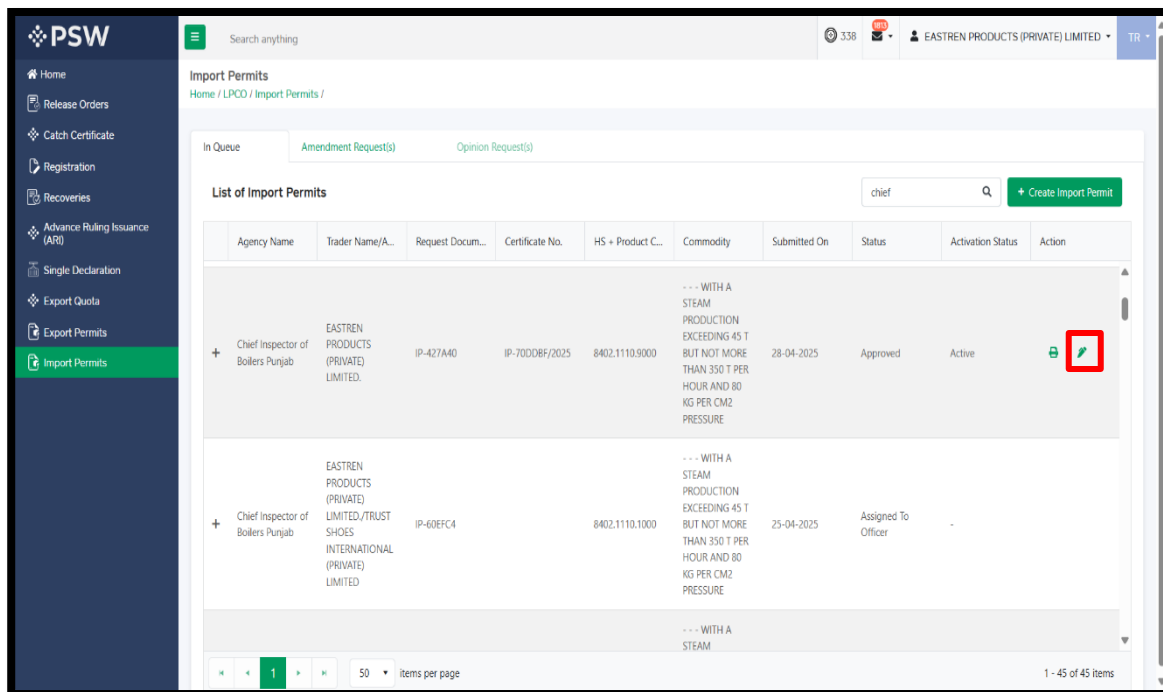 PSW
Search anything
338
EASTREN PRODUCTS (PRIVATE) LIMITED
TR
Home
Release Orders
Catch Certificate
Registration
Recoveries
Advance Ruling Issuance
(ARI)
Single Declaration
Export Quota
Export Permits
Import Permits
Import Permits
Home / LPCO / Import Permits /
In Queue
Amendment Request(s)
Opinion Request(s)
List of Import Permits
chief
+ Create Import Permit
Agency Name
Trader Name/A...
Request Docum...
Certificate No.
HS + Product C...
Commodity
Submitted On
Status
Activation Status
Action
+
Chief Inspector of
Boilers Punjab
EASTREN
PRODUCTS
(PRIVATE)
LIMITED.
IP-427A40
IP-70DDBF/2025
8402.1110.9000
- - - WITH A
STEAM
PRODUCTION
EXCEEDING 45 T
BUT NOT MORE
THAN 350 T PER
HOUR AND 80
KG PER CM2
PRESSURE
28-04-2025
Approved
Active
+
Chief Inspector of
Boilers Punjab
EASTREN
PRODUCTS
(PRIVATE)
LIMITED./TRUST
SHOES
INTERNATIONAL
(PRIVATE)
LIMITED
IP-60EFC4
8402.1110.1000
- - - WITH A
STEAM
PRODUCTION
EXCEEDING 45 T
BUT NOT MORE
THAN 350 T PER
HOUR AND 80
KG PER CM2
PRESSURE
25-04-2025
Assigned To
Officer
-
- - - WITH A
STEAM
1
50
items per page
1 - 45 of 45 items